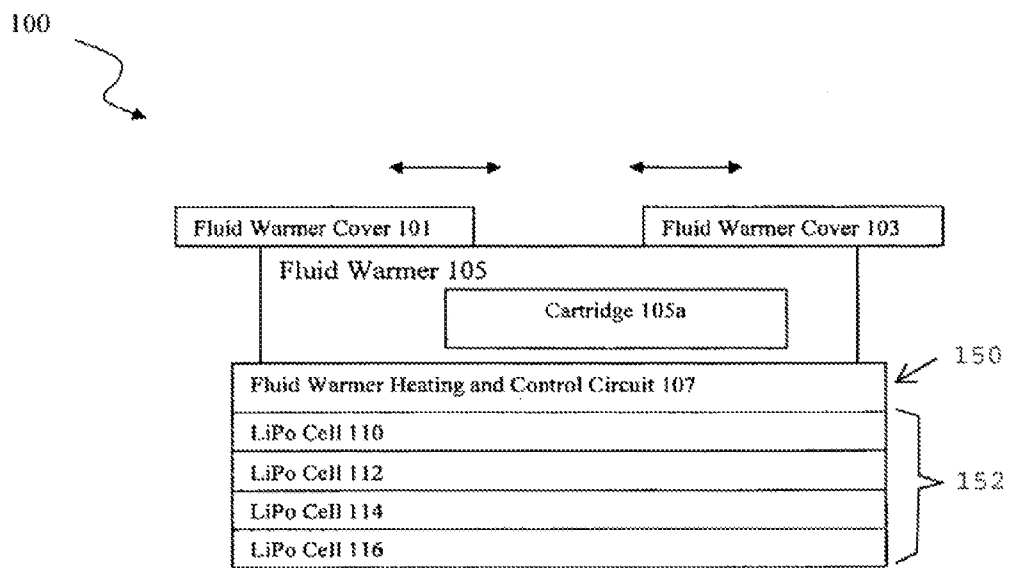 100
Fluid Warmer Cover 101
Fluid Warmer Cover 103
Fluid Warmer 105
Cartridge 105a
150
Fluid Warmer Heating and Control Circuit 107
LiPo Cell 110
LiPo Cell 112
152
LiPo Cell 114
LiPo Cell 116